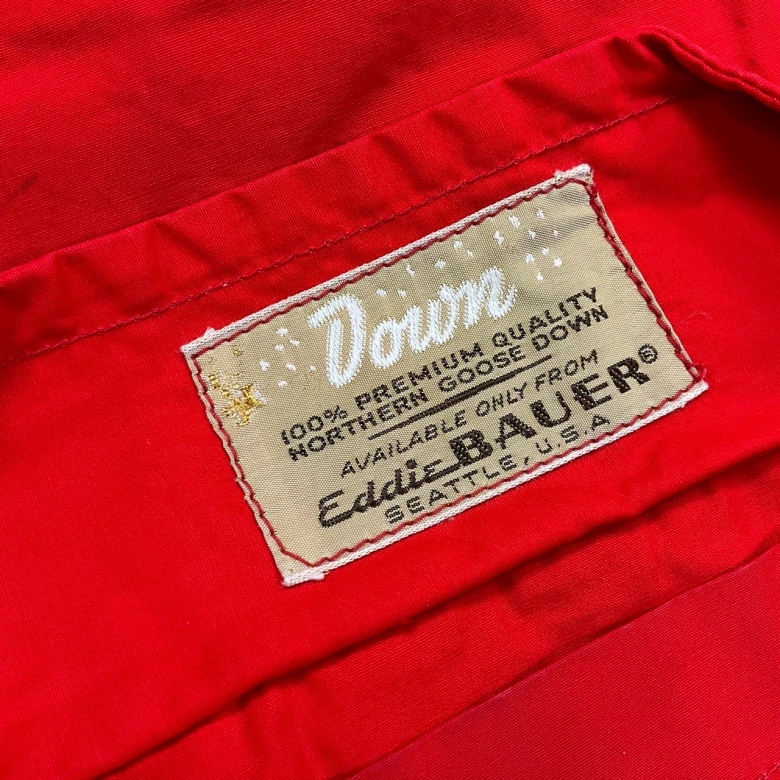 Down
100% PREMIUM QUALITY
NORTHERN GOOSE DOWN
AVAILABLE ONLY FROM
Eddie BAUER®
SEATTLE, U.S.A